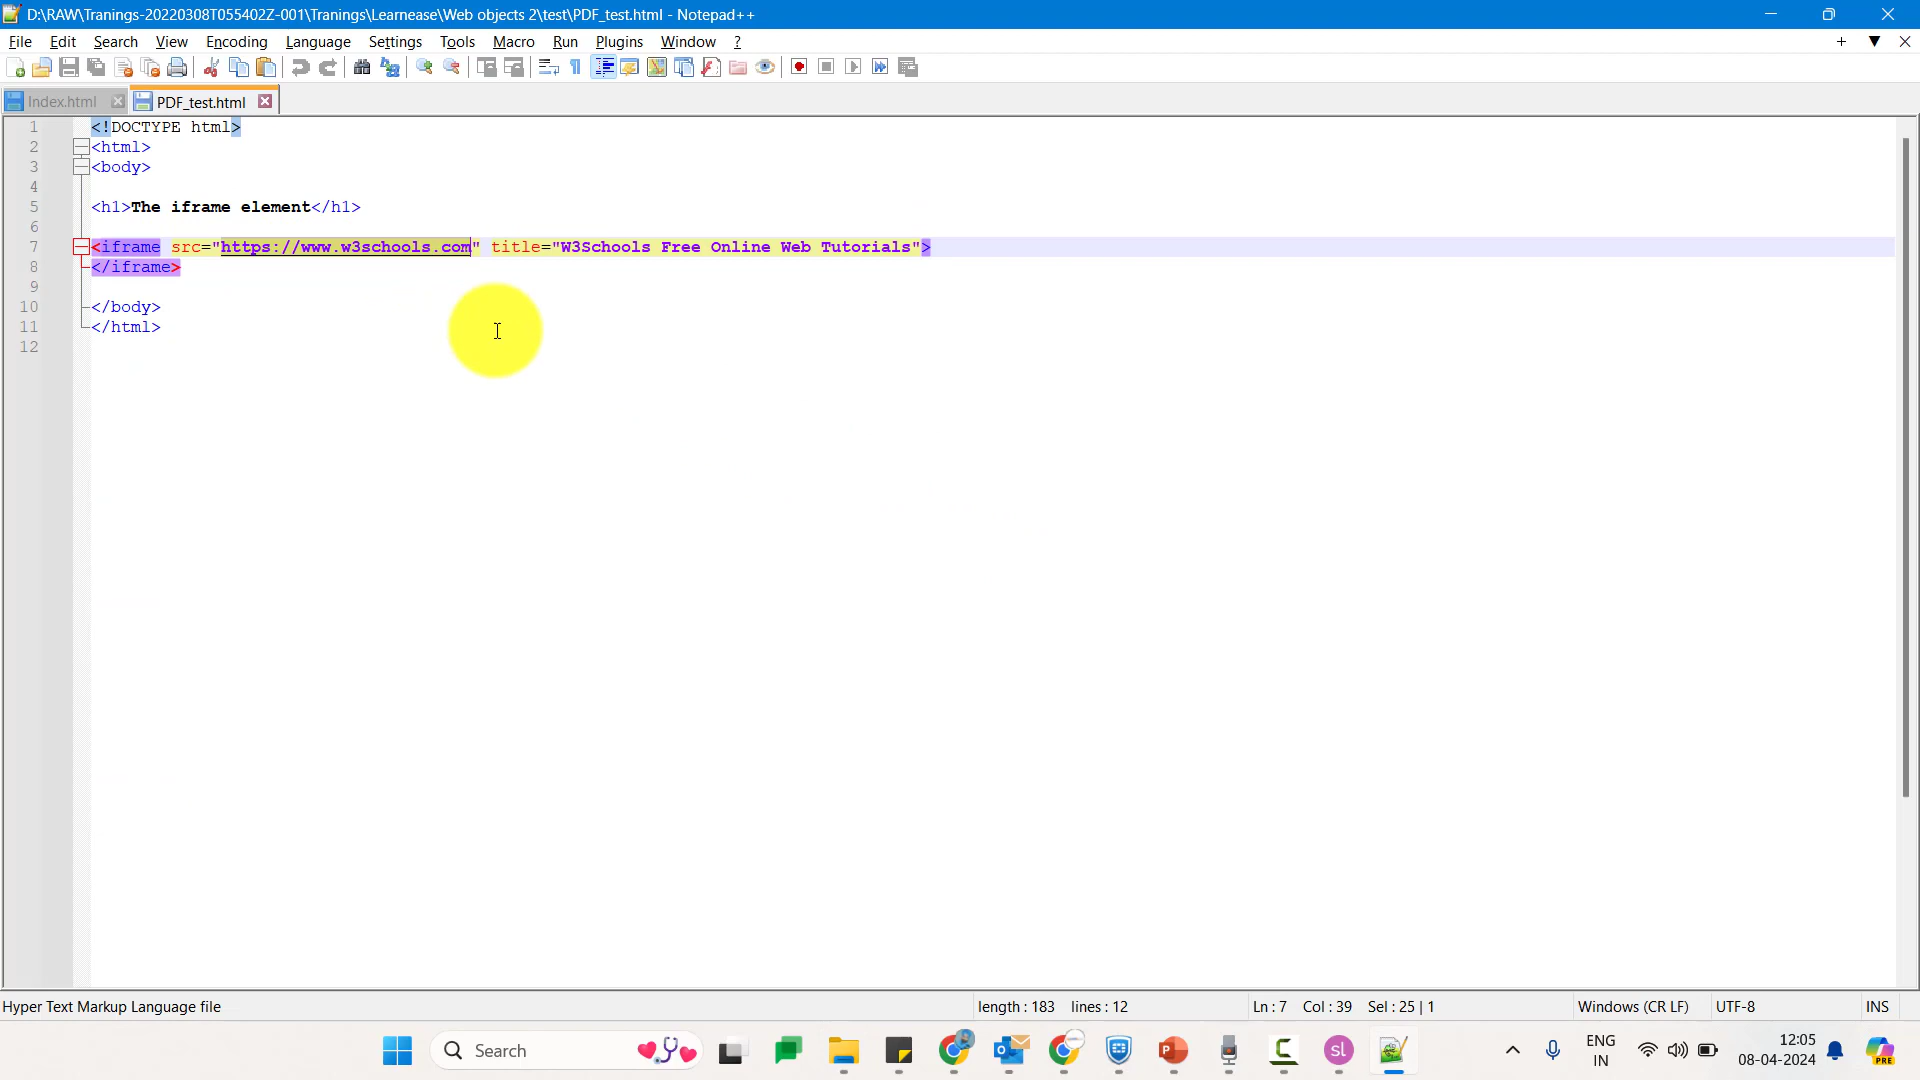 D:\RAW\Tranings-20220308T055402Z-001\Tranings\Learnease\Web objects 2\test\PDF_test.html - Notepad++
File Edit Search View Encoding Language Settings Tools Macro Run Plugins Window ?
Index.html PDF_test.html
1 <!DOCTYPE html>
2 <html>
3 <body>
4
5 <h1>The iframe element</h1>
6
7 <iframe src="https://www.w3schools.com" title="W3Schools Free Online Web Tutorials">
8 </iframe>
9
10 </body>
11 </html>
12
Hyper Text Markup Language file length : 183 lines : 12 Ln : 7 Col : 39 Sel : 25 | 1 Windows (CR LF) UTF-8 INS
Search sl ENG 12:05
IN 08-04-2024 PRE